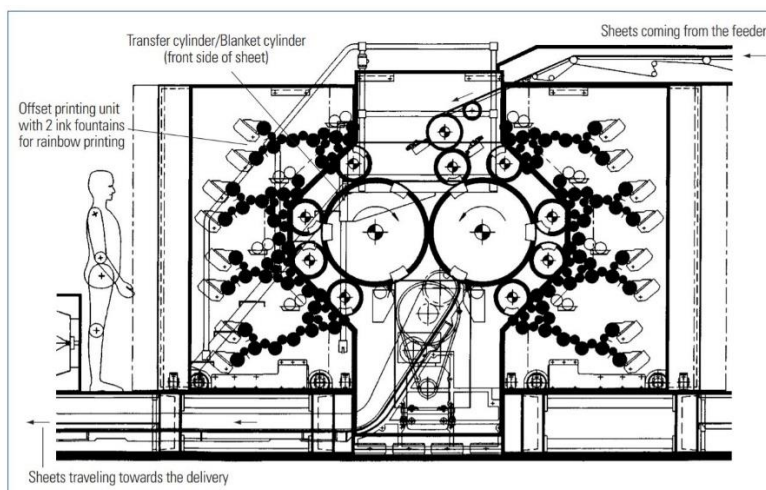 Sheets coming from the feeder
Transfer cylinder/Blanket cylinder
(front side of sheet)
Offset printing unit
with 2 ink fountains
for rainbow printing
Sheets traveling towards the delivery